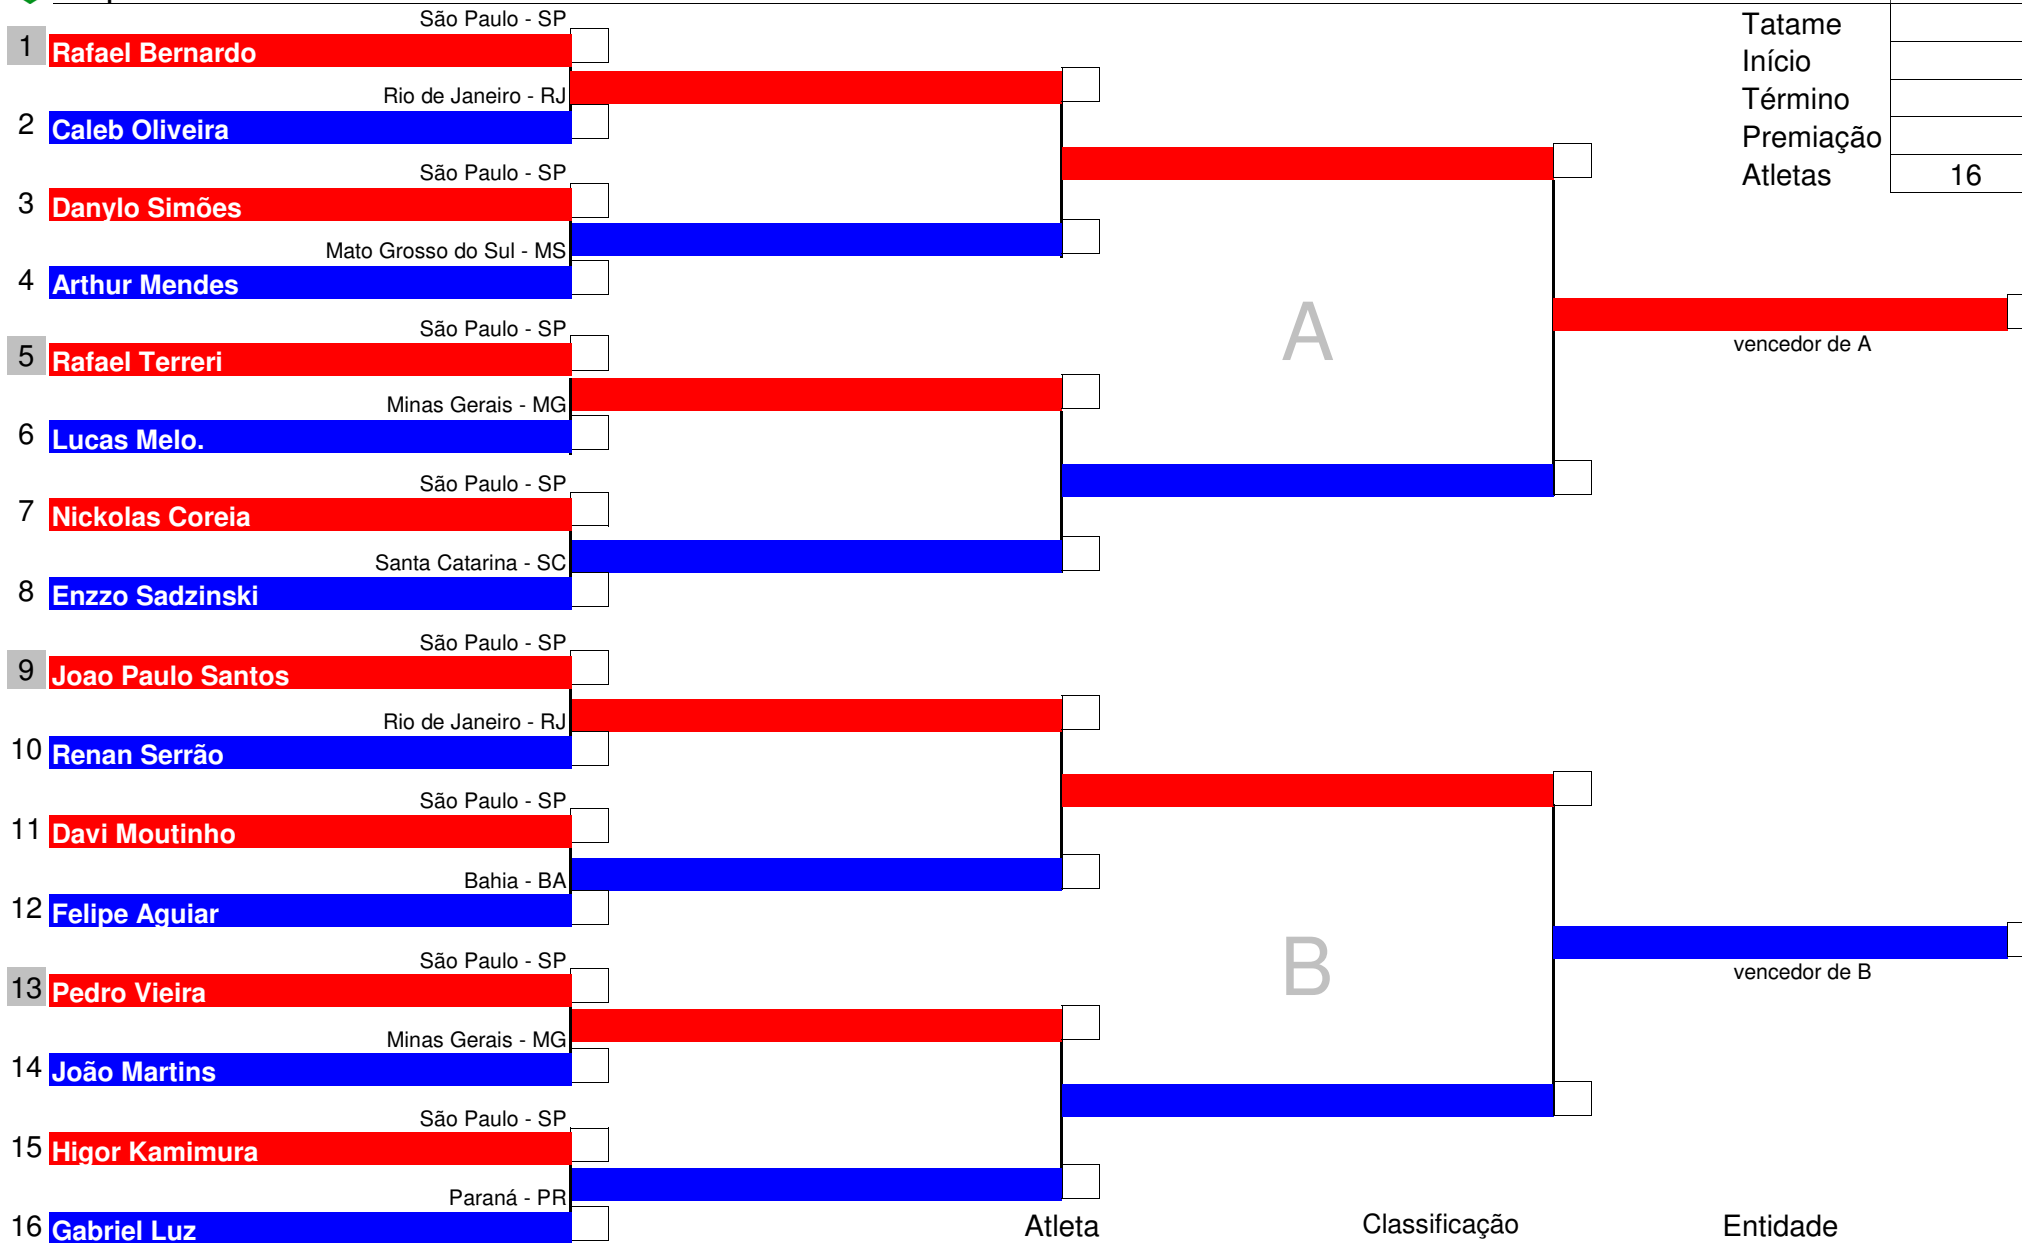 São Paulo - SP
1 Rafael Bernardo
Rio de Janeiro - RJ
2 Caleb Oliveira
São Paulo - SP
3 Danylo Simões
Mato Grosso do Sul - MS
4 Arthur Mendes
São Paulo - SP
5 Rafael Terreri
Minas Gerais - MG
6 Lucas Melo.
São Paulo - SP
7 Nickolas Coreia
Santa Catarina - SC
8 Enzzo Sadzinski
São Paulo - SP
9 Joao Paulo Santos
Rio de Janeiro - RJ
10 Renan Serrão
São Paulo - SP
11 Davi Moutinho
Bahia - BA
12 Felipe Aguiar
São Paulo - SP
13 Pedro Vieira
Minas Gerais - MG
14 João Martins
São Paulo - SP
15 Higor Kamimura
Paraná - PR
16 Gabriel Luz
A
B
Tatame
Início
Término
Premiação
Atletas 16
vencedor de A
vencedor de B
Atleta Classificação Entidade